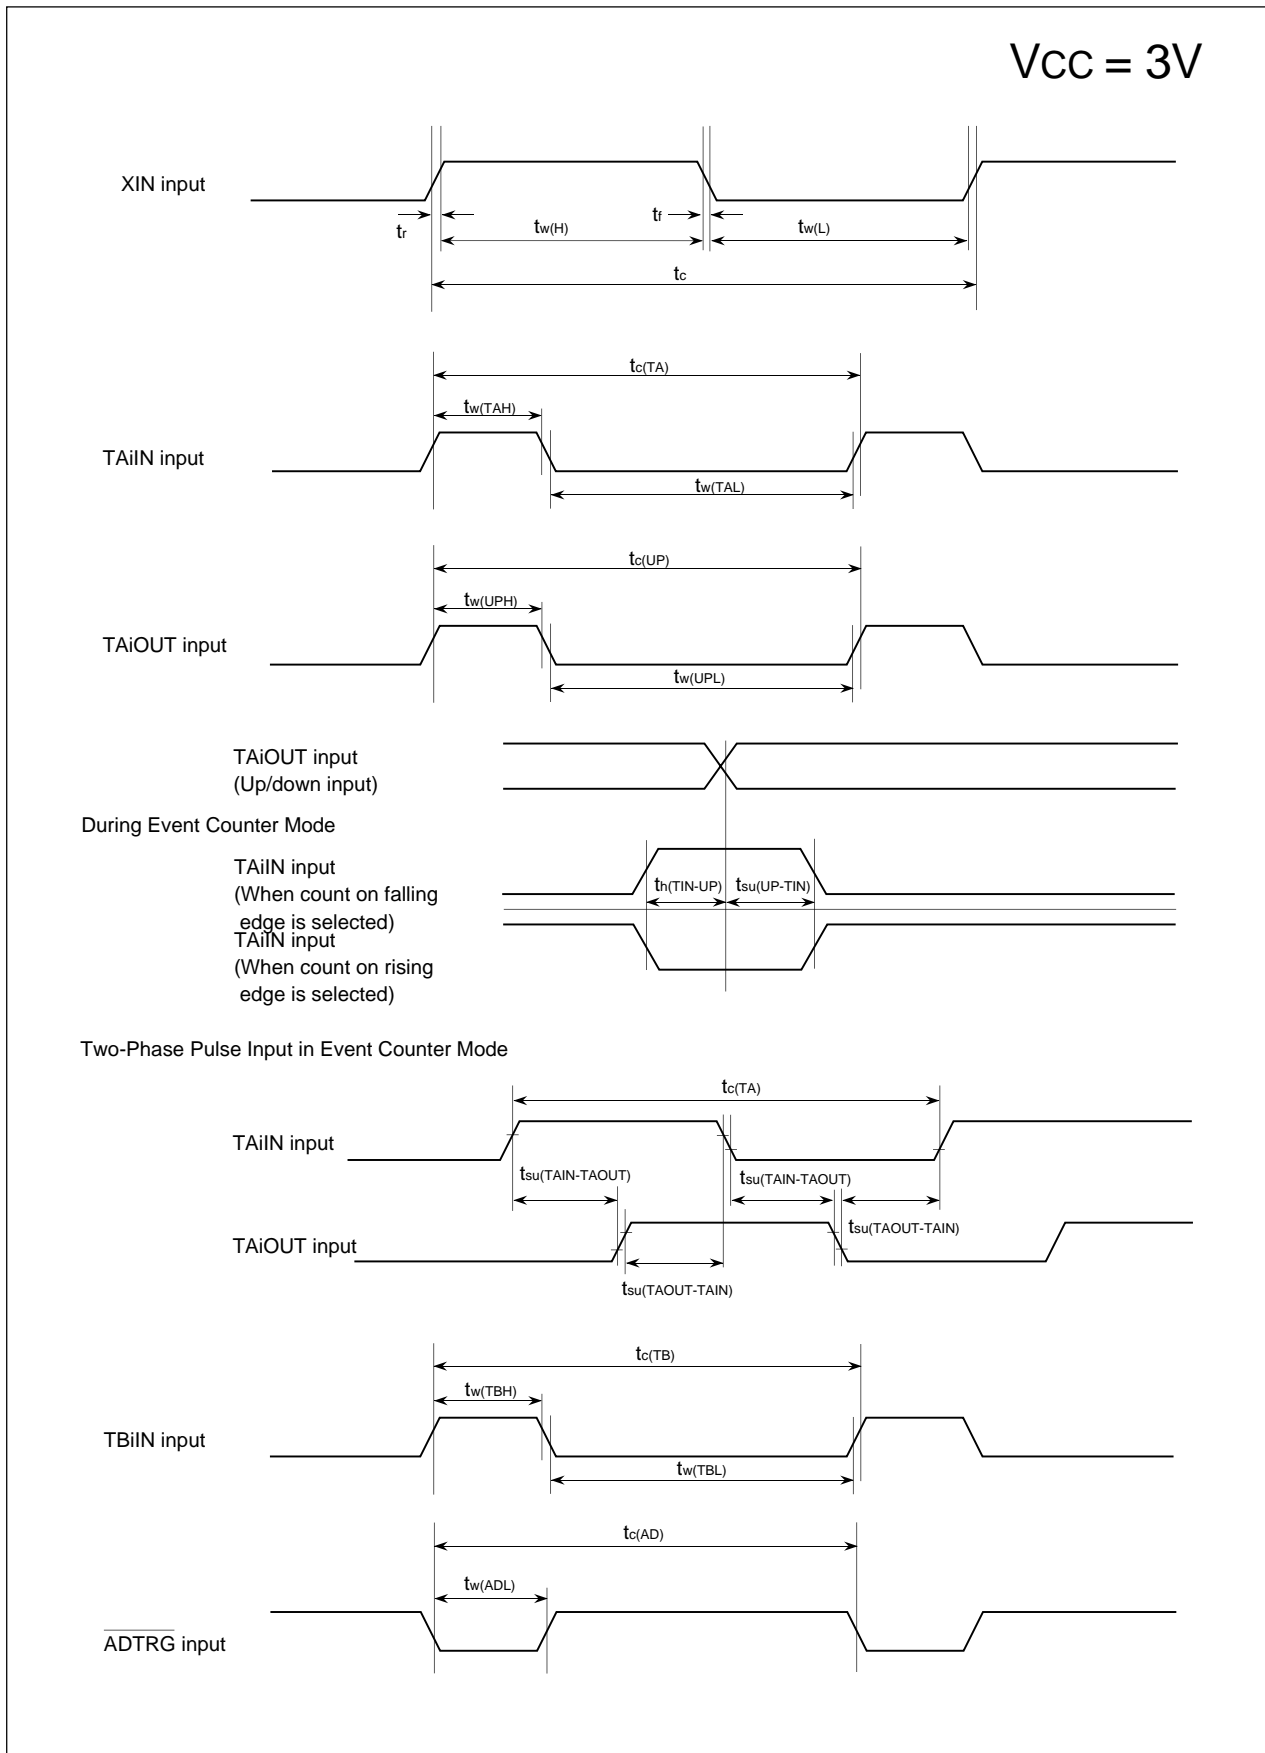 VCC = 3V
XIN input
tr
tw(H)
tf
tw(L)
tc
tc(TA)
tw(TAH)
TAiIN input
tw(TAL)
tc(UP)
tw(UPH)
TAiOUT input
tw(UPL)
TAiOUT input
(Up/down input)
During Event Counter Mode
TAiIN input
(When count on falling
edge is selected)
th(TIN-UP)
tsu(UP-TIN)
TAiIN input
(When count on rising
edge is selected)
Two-Phase Pulse Input in Event Counter Mode
tc(TA)
TAiIN input
tsu(TAIN-TAOUT)
tsu(TAIN-TAOUT)
tsu(TAOUT-TAIN)
TAiOUT input
tsu(TAOUT-TAIN)
tc(TB)
tw(TBH)
TBiIN input
tw(TBL)
tc(AD)
tw(ADL)
ADTRG input